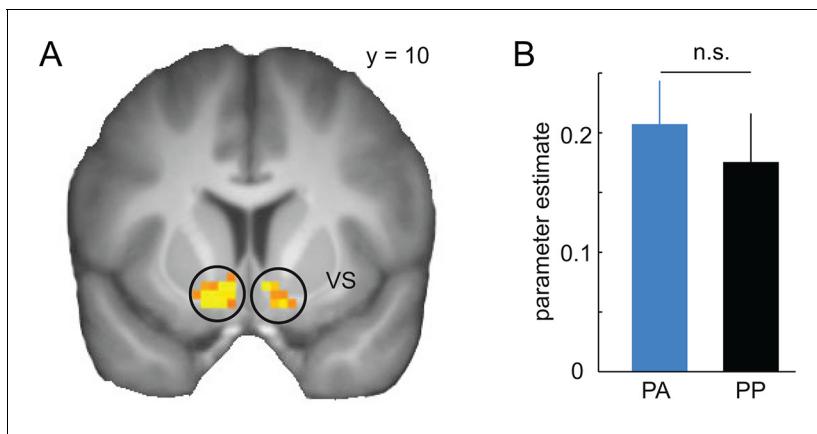 A
y = 10
VS
B
n.s.
parameter estimate
0.2
0.1
0
PA
PP